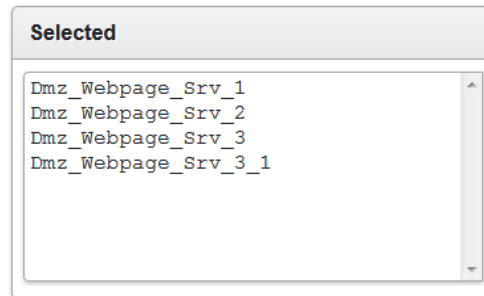 Selected
Dmz_Webpage_Srv_1
Dmz_Webpage_Srv_2
Dmz_Webpage_Srv_3
Dmz_Webpage_Srv_3_1